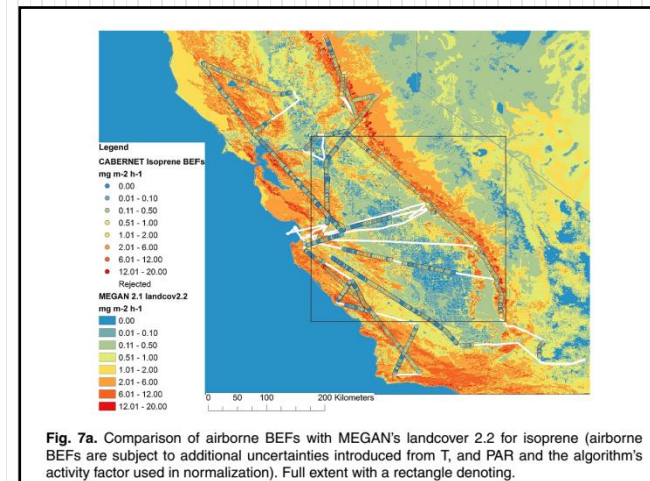 Legend
CABERNET Isoprene BEFs
mg m-2 h-1
0.00
0.01 - 0.10
0.11 - 0.50
0.51 - 1.00
1.01 - 2.00
2.01 - 6.00
6.01 - 12.00
12.01 - 20.00
Rejected
MEGAN 2.1 landcov2.2
mg m-2 h-1
0.00
0.01 - 0.10
0.11 - 0.50
0.51 - 1.00
1.01 - 2.00
2.01 - 6.00
6.01 - 12.00
12.01 - 20.00
0 50 100 200 Kilometers
Fig. 7a. Comparison of airborne BEFs with MEGAN's landcover 2.2 for isoprene (airborne
BEFs are subject to additional uncertainties introduced from T, and PAR and the algorithm's
activity factor used in normalization). Full extent with a rectangle denoting.